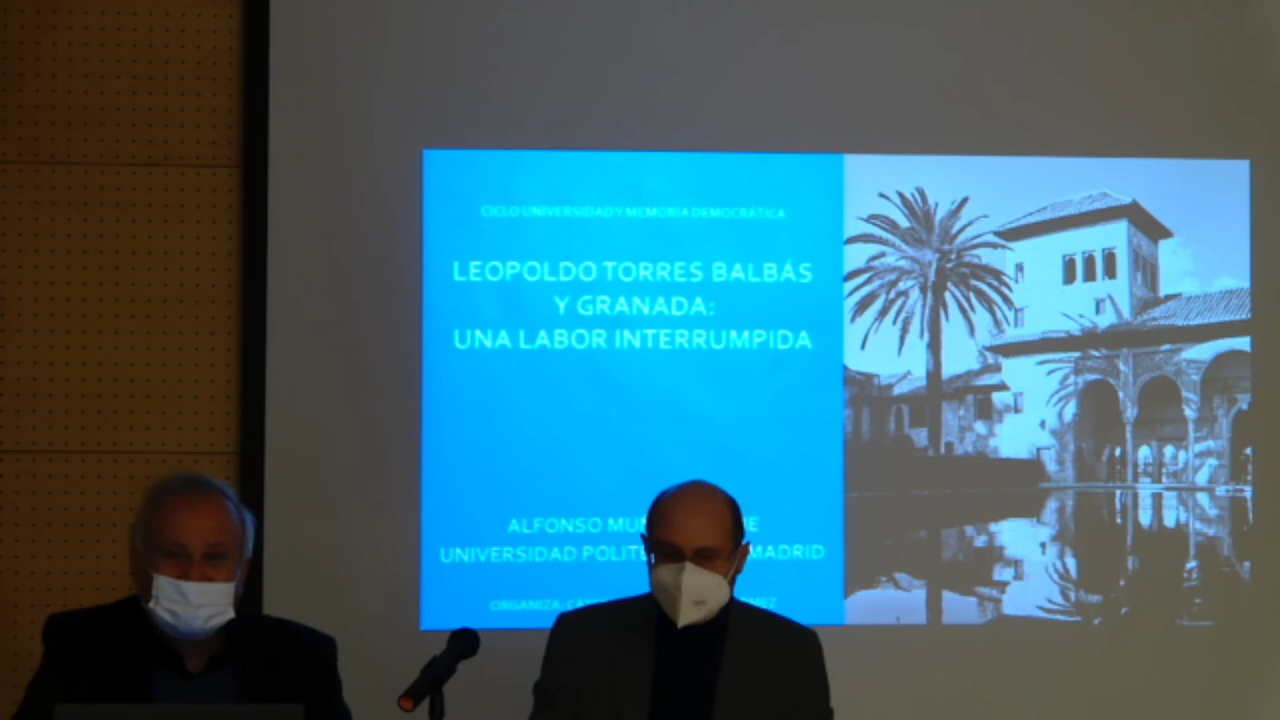 CICLO UNIVERSIDAD Y MEMORIA DEMOCRÁTICA
LEOPOLDO TORRES BALBÁS
Y GRANADA:
UNA LABOR INTERRUMPIDA
ALFONSO
UNIVERSIDAD MADRID
ORGANIZA: